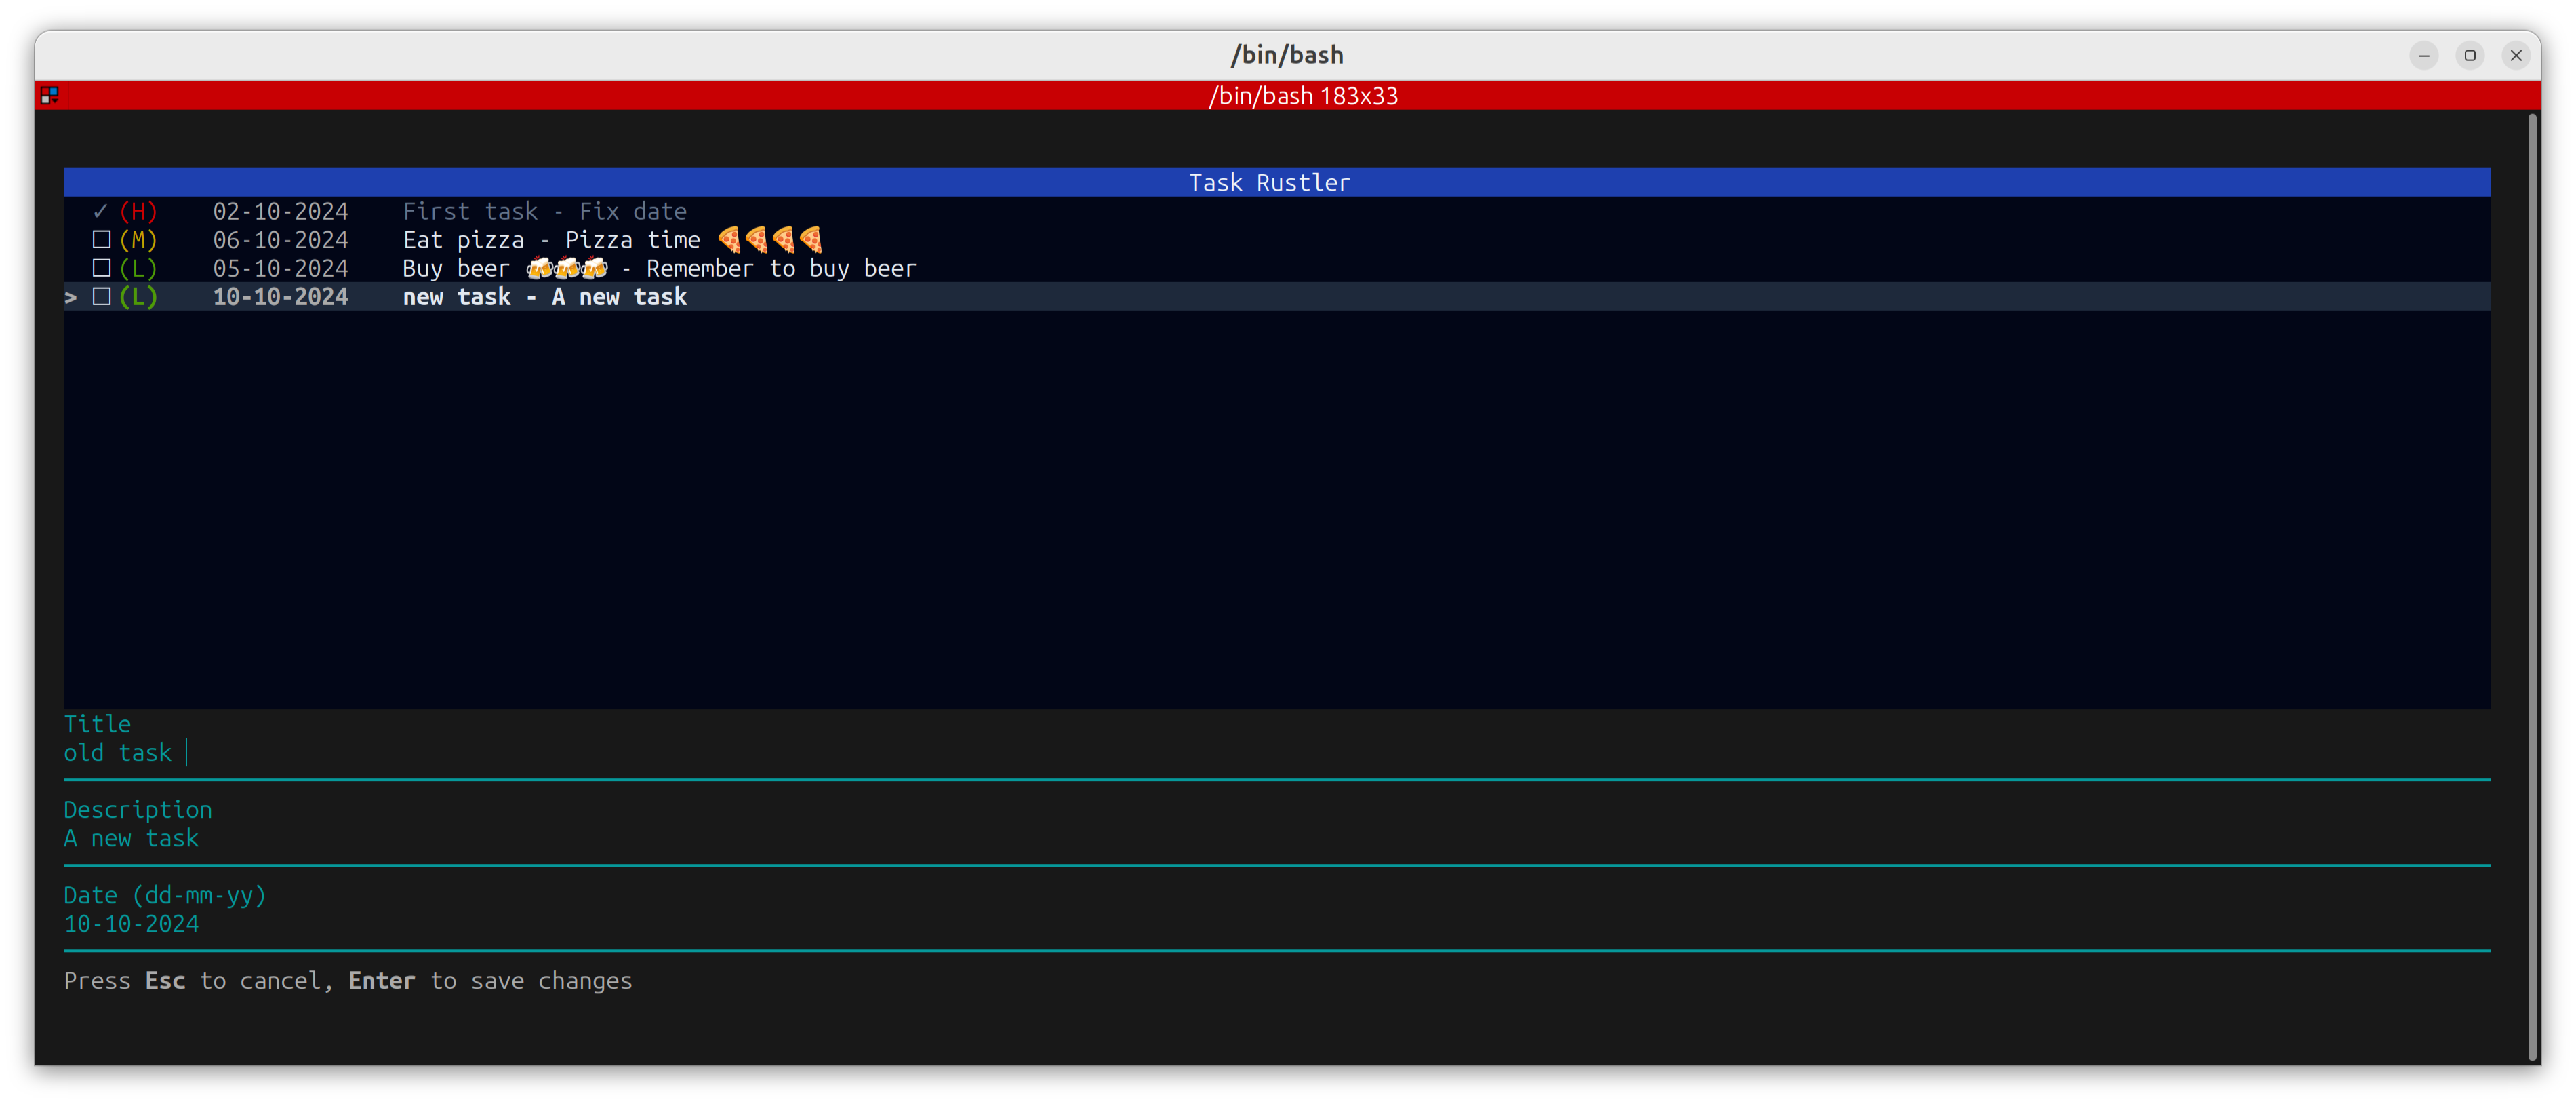 /bin/bash
/bin/bash 183x33
Task Rustler
✓ (H) 02-10-2024 First task - Fix date
☐ (M) 06-10-2024 Eat pizza - Pizza time 🍕🍕🍕🍕
☐ (L) 05-10-2024 Buy beer 🍻🍻🍻 - Remember to buy beer
> ☐ (L) 10-10-2024 new task - A new task
Title
old task
Description
A new task
Date (dd-mm-yy)
10-10-2024
Press Esc to cancel, Enter to save changes